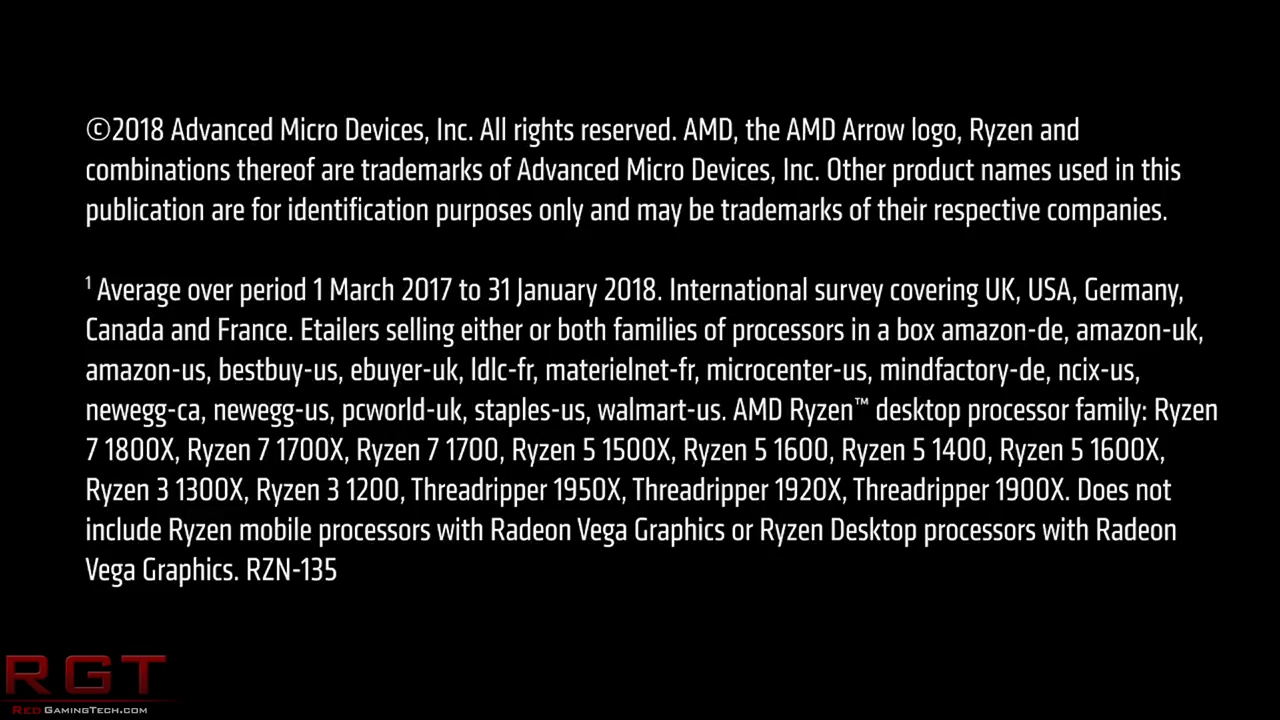 ©2018 Advanced Micro Devices, Inc. All rights reserved. AMD, the AMD Arrow logo, Ryzen and
combinations thereof are trademarks of Advanced Micro Devices, Inc. Other product names used in this
publication are for identification purposes only and may be trademarks of their respective companies.
¹ Average over period 1 March 2017 to 31 January 2018. International survey covering UK, USA, Germany,
Canada and France. Etailers selling either or both families of processors in a box amazon-de, amazon-uk,
amazon-us, bestbuy-us, ebuyer-uk, ldlc-fr, materielnet-fr, microcenter-us, mindfactory-de, ncix-us,
newegg-ca, newegg-us, pcworld-uk, staples-us, walmart-us. AMD Ryzen™ desktop processor family: Ryzen
7 1800X, Ryzen 7 1700X, Ryzen 7 1700, Ryzen 5 1500X, Ryzen 5 1600, Ryzen 5 1400, Ryzen 5 1600X,
Ryzen 3 1300X, Ryzen 3 1200, Threadripper 1950X, Threadripper 1920X, Threadripper 1900X. Does not
include Ryzen mobile processors with Radeon Vega Graphics or Ryzen Desktop processors with Radeon
Vega Graphics. RZN-135
RGT
RedGamingTech.com